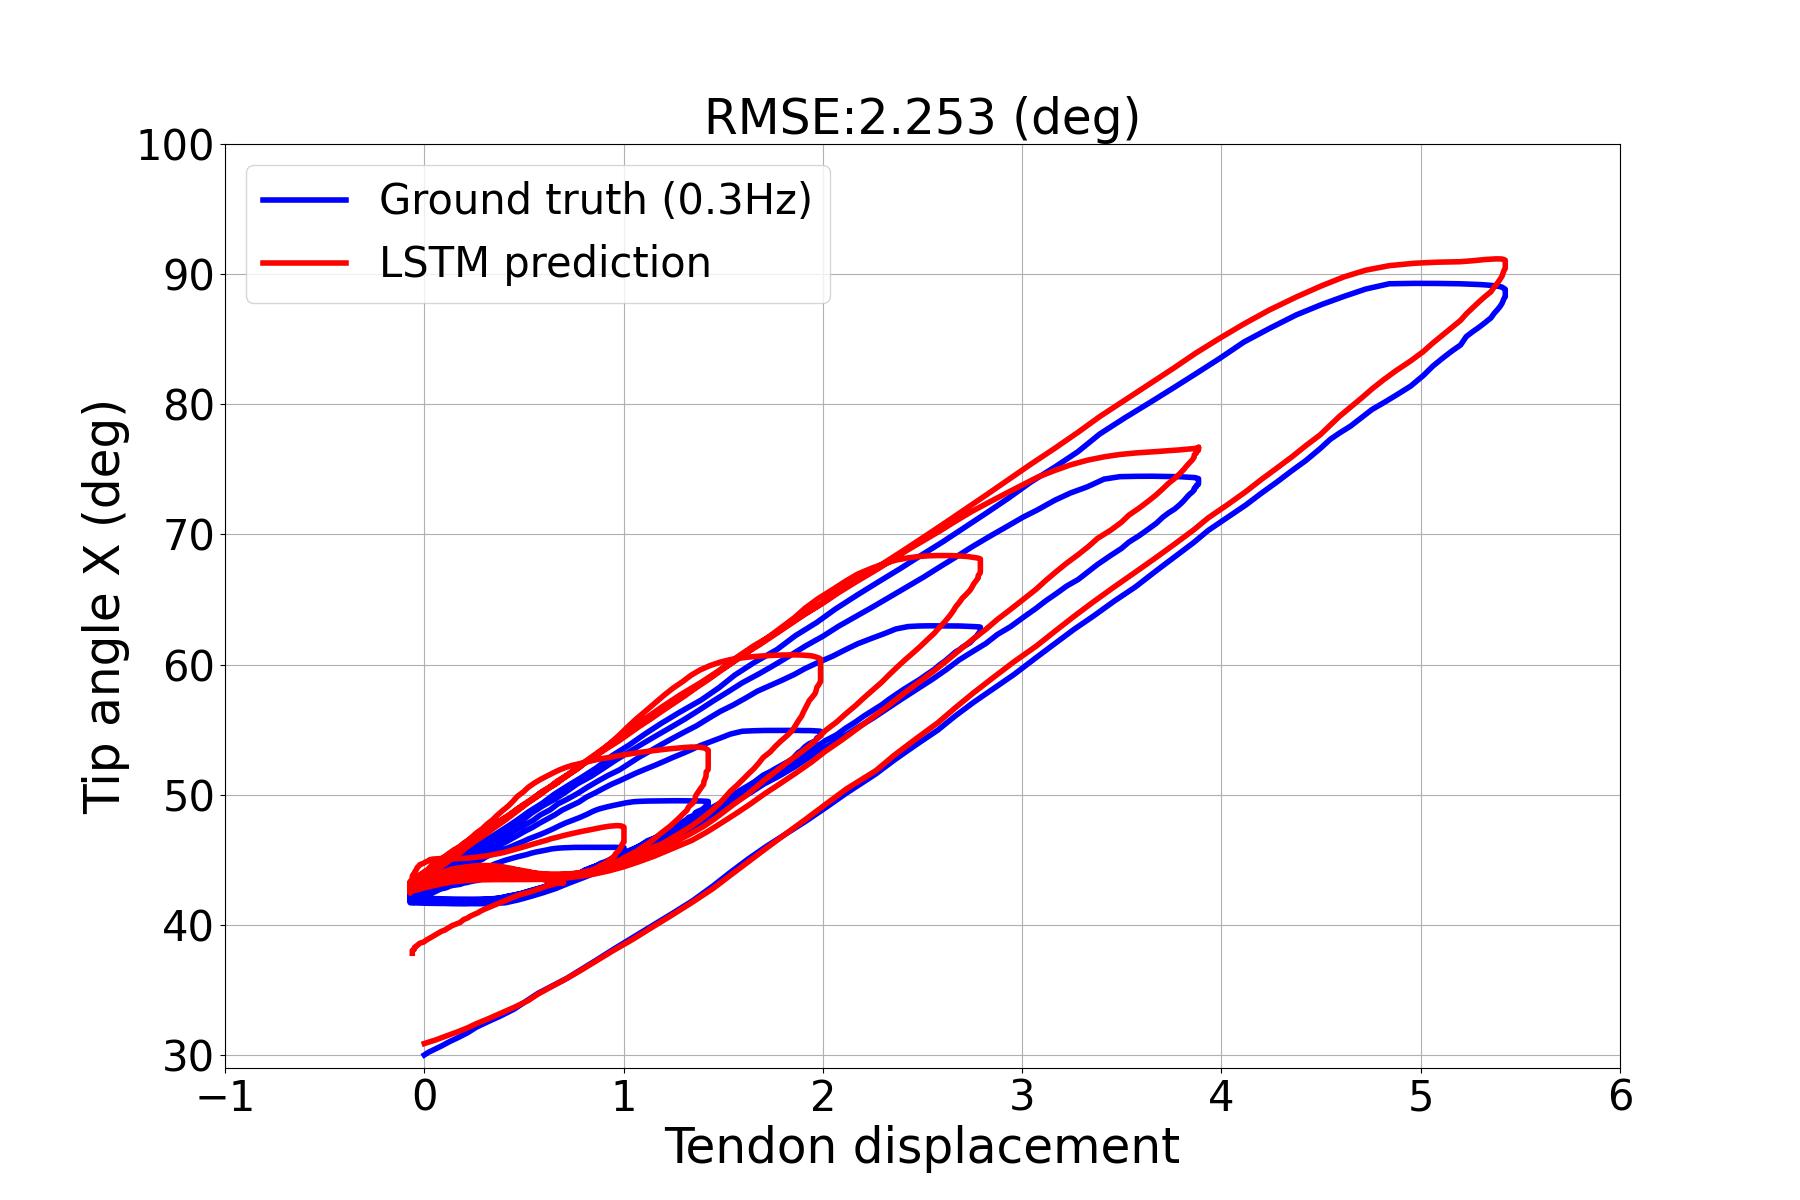 RMSE:2.253 (deg)
Ground truth (0.3Hz)
LSTM prediction
Tip angle X (deg)
100
90
80
70
60
50
40
30
−1 0 1 2 3 4 5 6
Tendon displacement